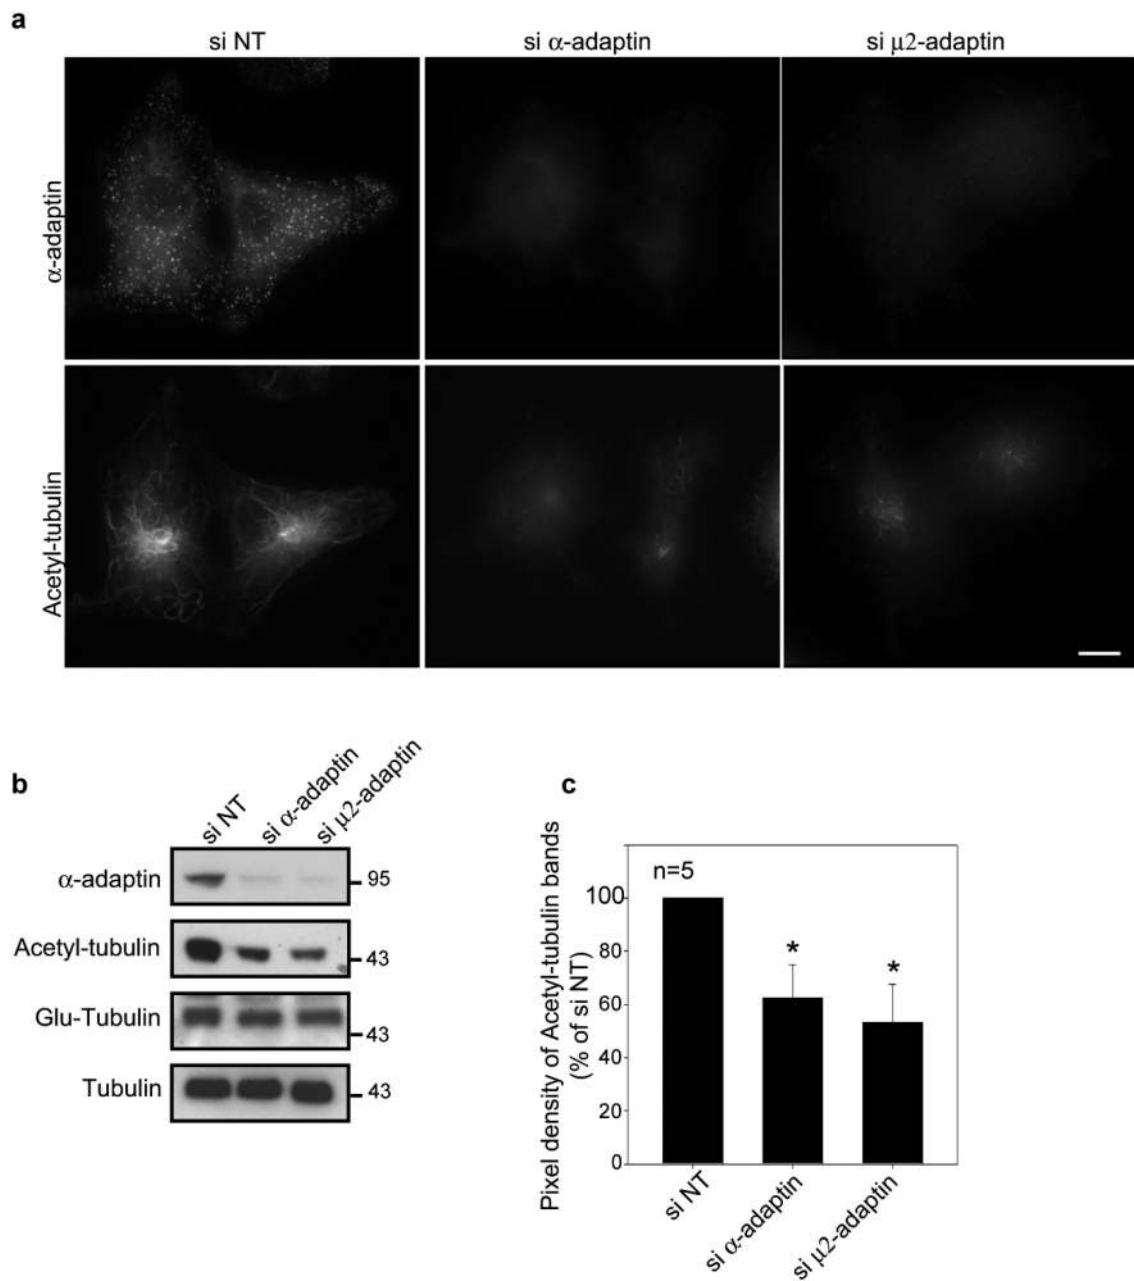 a
si NT
si α-adaptin
si μ2-adaptin
α-adaptin
Acetyl-tubulin
b
si NT
si α-adaptin
si μ2-adaptin
α-adaptin
95
Acetyl-tubulin
43
Glu-Tubulin
43
Tubulin
43
c
Pixel density of Acetyl-tubulin bands
(% of si NT)
n=5
100
80
60
40
20
0
*
*
si NT
si α-adaptin
si μ2-adaptin